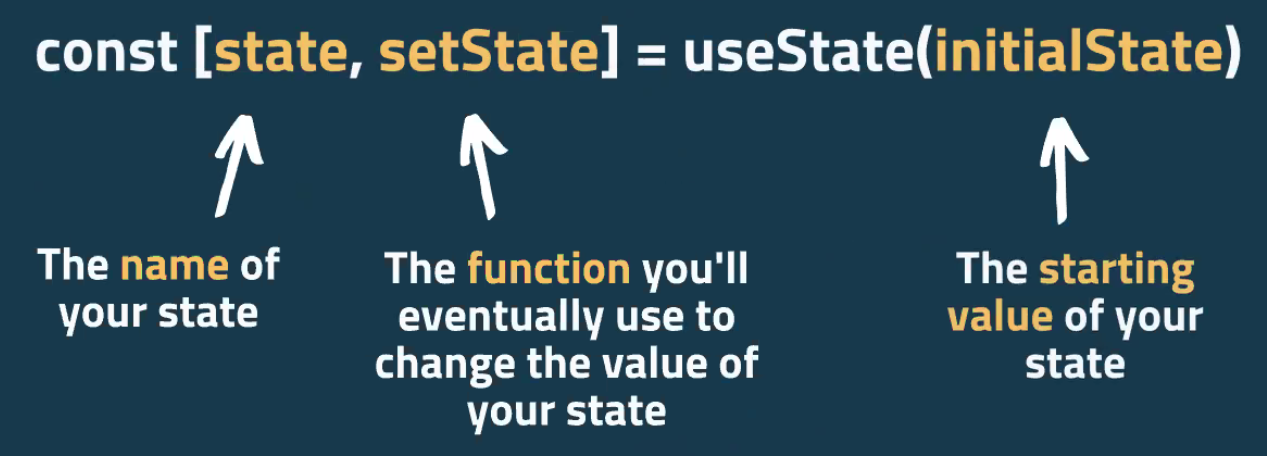 const [state, setState] = useState(initialState)
The name of
your state
The function you'll
eventually use to
change the value of
your state
The starting
value of your
state